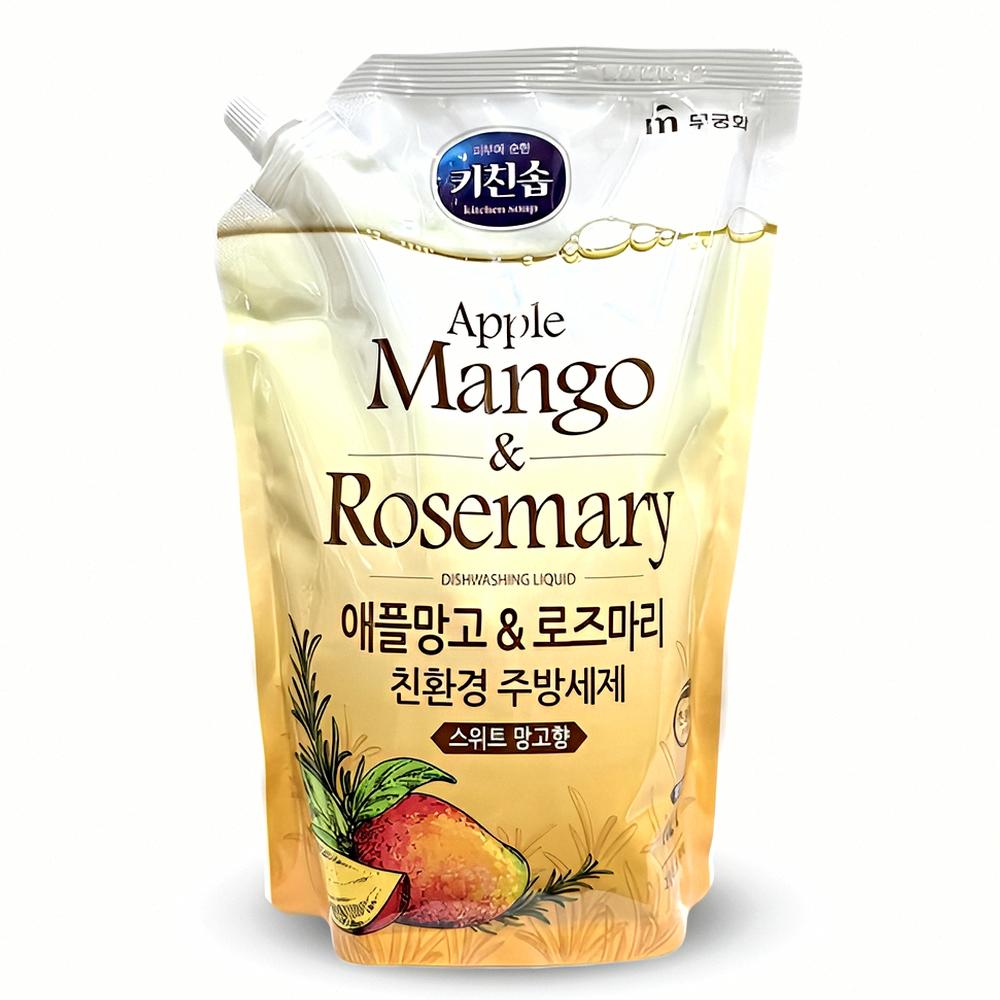 무궁화
피부에 순한
키친솝
kitchen soap
Apple
Mango
&
Rosemary
DISHWASHING LIQUID
애플망고 & 로즈마리
친환경 주방세제
스위트 망고향